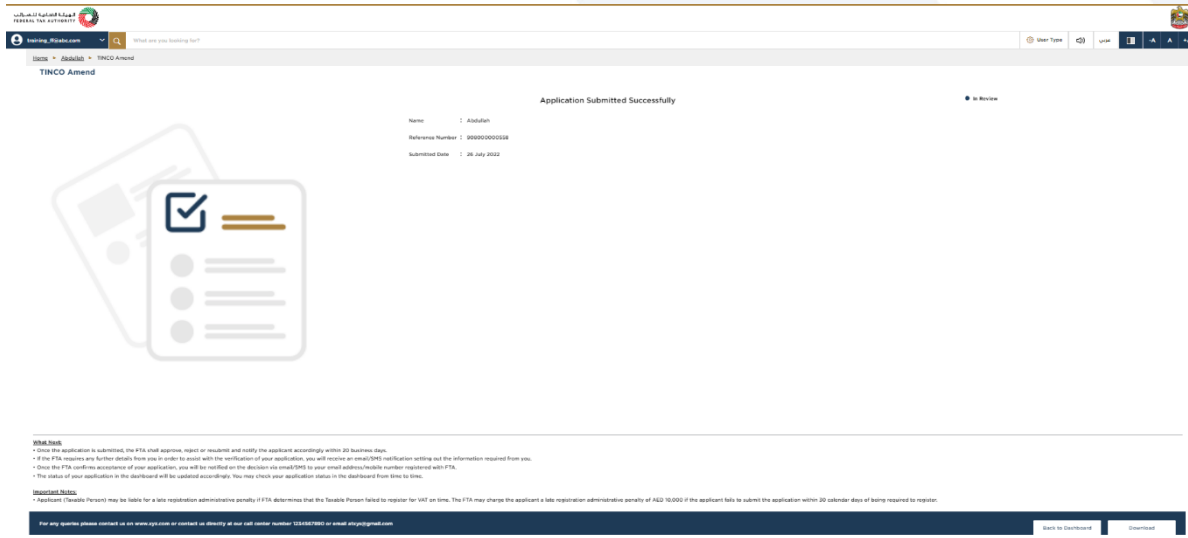 الهيئة الاتحادية للضرائب
FEDERAL TAX AUTHORITY
What are you looking for?
User Type
عربي
-A A
Home > Abdullah > TINCO Amend
TINCO Amend
Application Submitted Successfully
In Review
Name : Abdullah
Reference Number :
Submitted Date : 26 July 2022
What Next:
• Once the application is submitted, the FTA shall approve, reject or resubmit and notify the applicant accordingly within 20 business days.
• If the FTA requires any further details from you in order to assist with the verification of your application, you will receive an email/SMS notification setting out the information required from you.
• Once the FTA confirms acceptance of your application, you will be notified on the decision via email/SMS to your email address/mobile number registered with FTA.
• The status of your application in the dashboard will be updated accordingly. You may check your application status in the dashboard from time to time.
Important Notes:
• Applicant (Taxable Person) may be liable for a late registration administrative penalty if FTA determines that the Taxable Person failed to register for VAT on time. The FTA may charge the applicant a late registration administrative penalty of AED 10,000 if the applicant fails to submit the application within 30 calendar days of being required to register.
For any queries please contact us on www.xyz.com or contact us directly at our call center number 1234567890 or email
Back to Dashboard
Download